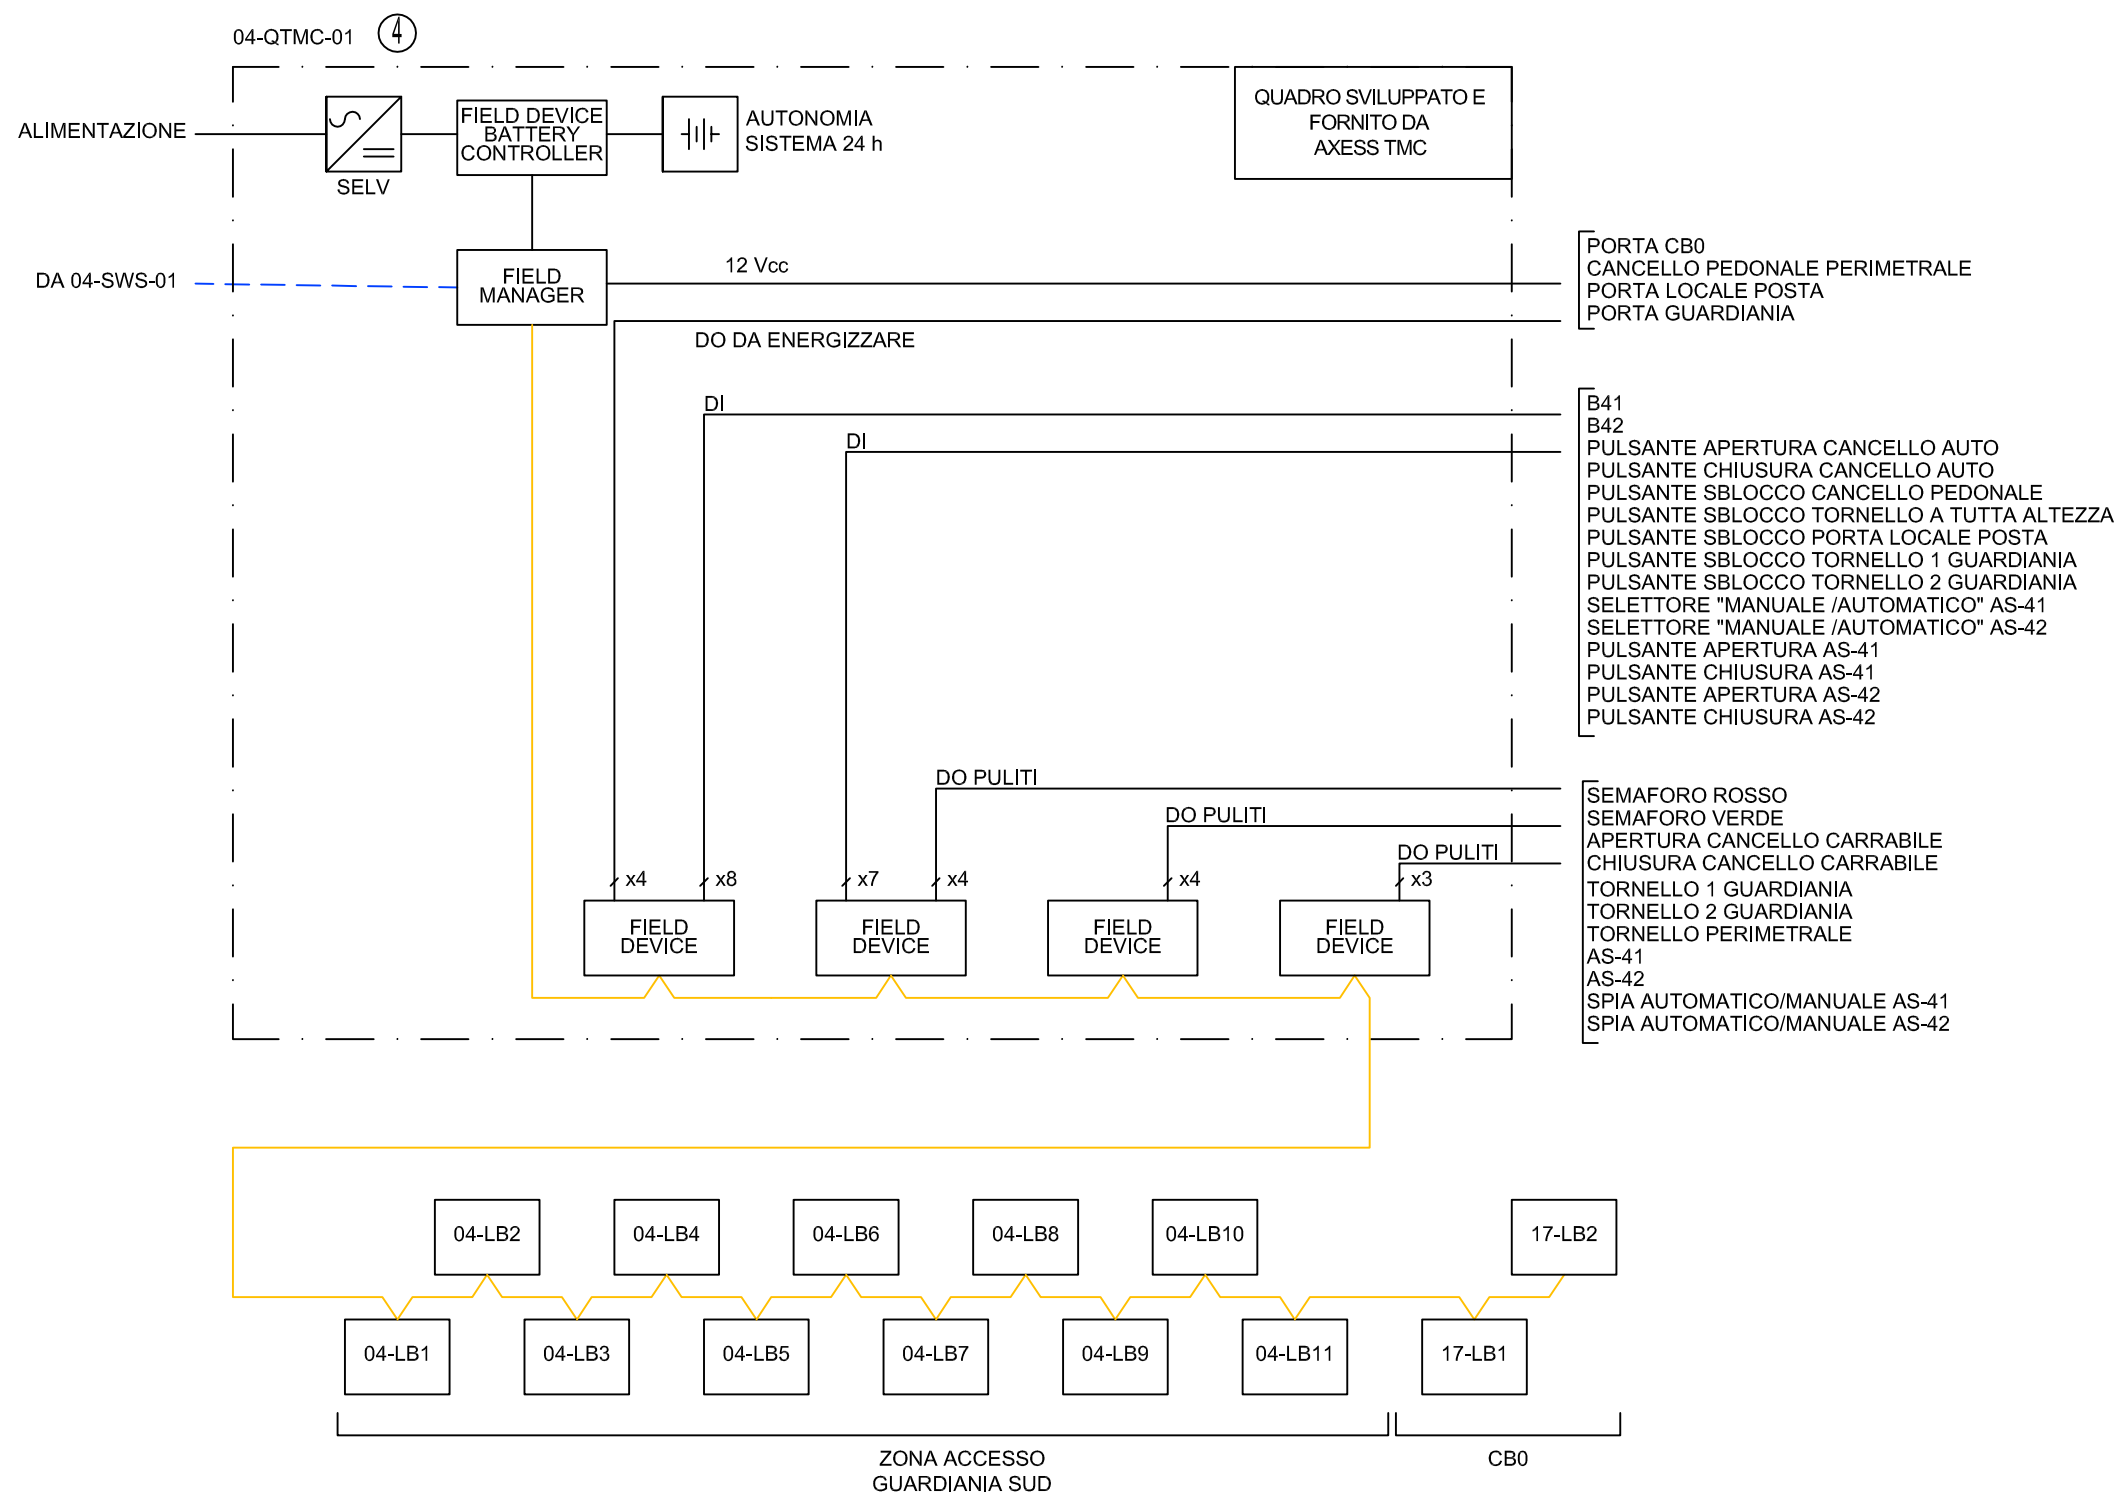 04-QTMC-01
4
QUADRO SVILUPPATO E
FORNITO DA
AXESS TMC
ALIMENTAZIONE
SELV
FIELD DEVICE
BATTERY
CONTROLLER
AUTONOMIA
SISTEMA 24 h
DA 04-SWS-01
FIELD
MANAGER
12 Vcc
DO DA ENERGIZZARE
PORTA CB0
CANCELLO PEDONALE PERIMETRALE
PORTA LOCALE POSTA
PORTA GUARDIANIA
DI
DI
B41
B42
PULSANTE APERTURA CANCELLO AUTO
PULSANTE CHIUSURA CANCELLO AUTO
PULSANTE SBLOCCO CANCELLO PEDONALE
PULSANTE SBLOCCO TORNELLO A TUTTA ALTEZZA
PULSANTE SBLOCCO PORTA LOCALE POSTA
PULSANTE SBLOCCO TORNELLO 1 GUARDIANIA
PULSANTE SBLOCCO TORNELLO 2 GUARDIANIA
SELETTORE "MANUALE /AUTOMATICO" AS-41
SELETTORE "MANUALE /AUTOMATICO" AS-42
PULSANTE APERTURA AS-41
PULSANTE CHIUSURA AS-41
PULSANTE APERTURA AS-42
PULSANTE CHIUSURA AS-42
DO PULITI
DO PULITI
DO PULITI
SEMAFORO ROSSO
SEMAFORO VERDE
APERTURA CANCELLO CARRABILE
CHIUSURA CANCELLO CARRABILE
TORNELLO 1 GUARDIANIA
TORNELLO 2 GUARDIANIA
TORNELLO PERIMETRALE
AS-41
AS-42
SPIA AUTOMATICO/MANUALE AS-41
SPIA AUTOMATICO/MANUALE AS-42
x4
x8
x7
x4
x4
x3
FIELD
DEVICE
FIELD
DEVICE
FIELD
DEVICE
FIELD
DEVICE
04-LB2
04-LB4
04-LB6
04-LB8
04-LB10
17-LB2
04-LB1
04-LB3
04-LB5
04-LB7
04-LB9
04-LB11
17-LB1
ZONA ACCESSO
GUARDIANIA SUD
CB0